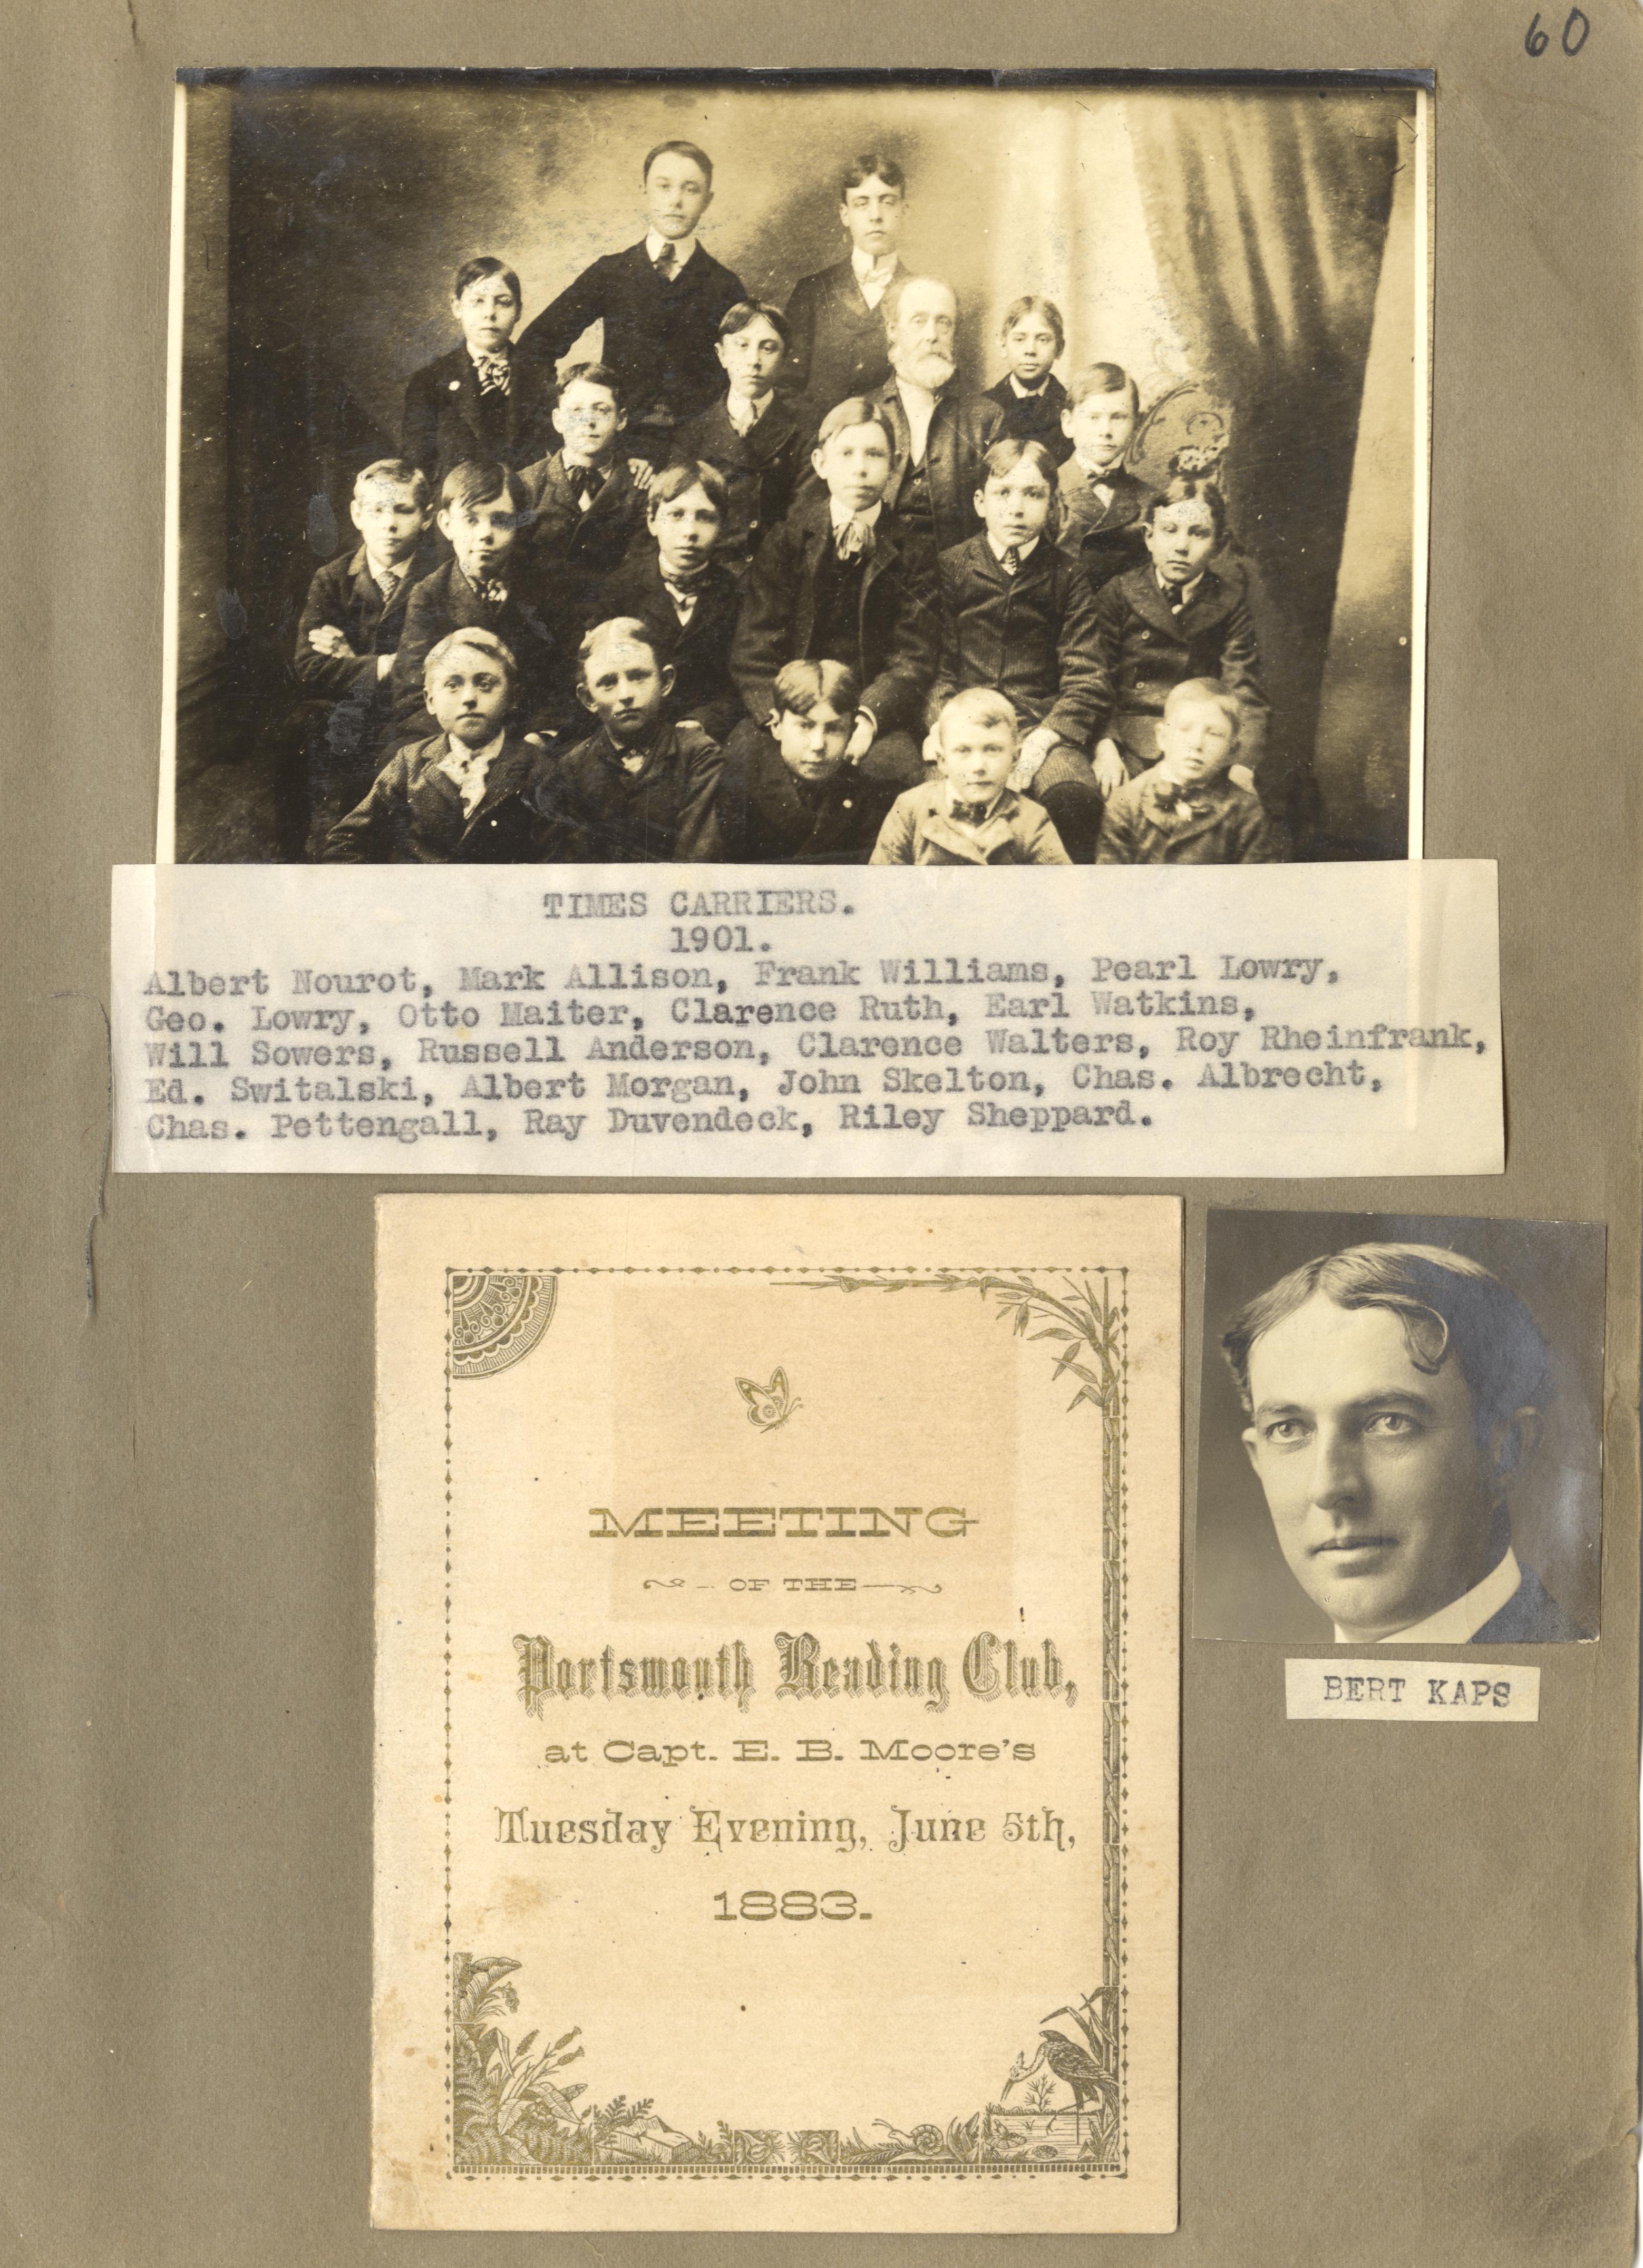 60
TIMES CARRIERS.
1901.
Albert Nourot, Mark Allison, Frank Williams, Pearl Lowry,
Geo. Lowry, Otto Maiter, Clarence Ruth, Earl Watkins,
Will Sowers, Russell Anderson, Clarence Walters, Roy Rheinfrank,
Ed. Switalski, Albert Morgan, John Skelton, Chas. Albrecht,
Chas. Pettengall, Ray Duvendeck, Riley Sheppard.
MEETING
OF THE
Portsmouth Reading Club,
at Capt. E. B. Moore's
Tuesday Evening, June 5th,
1883.
BERT KAPS